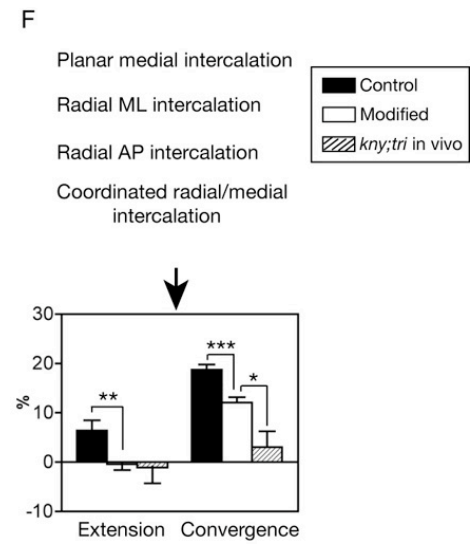 F
Planar medial intercalation
Radial ML intercalation
Radial AP intercalation
Coordinated radial/medial
intercalation
Control
Modified
kny;tri in vivo
30
20
10
0
-10
%
***
*
**
Extension Convergence